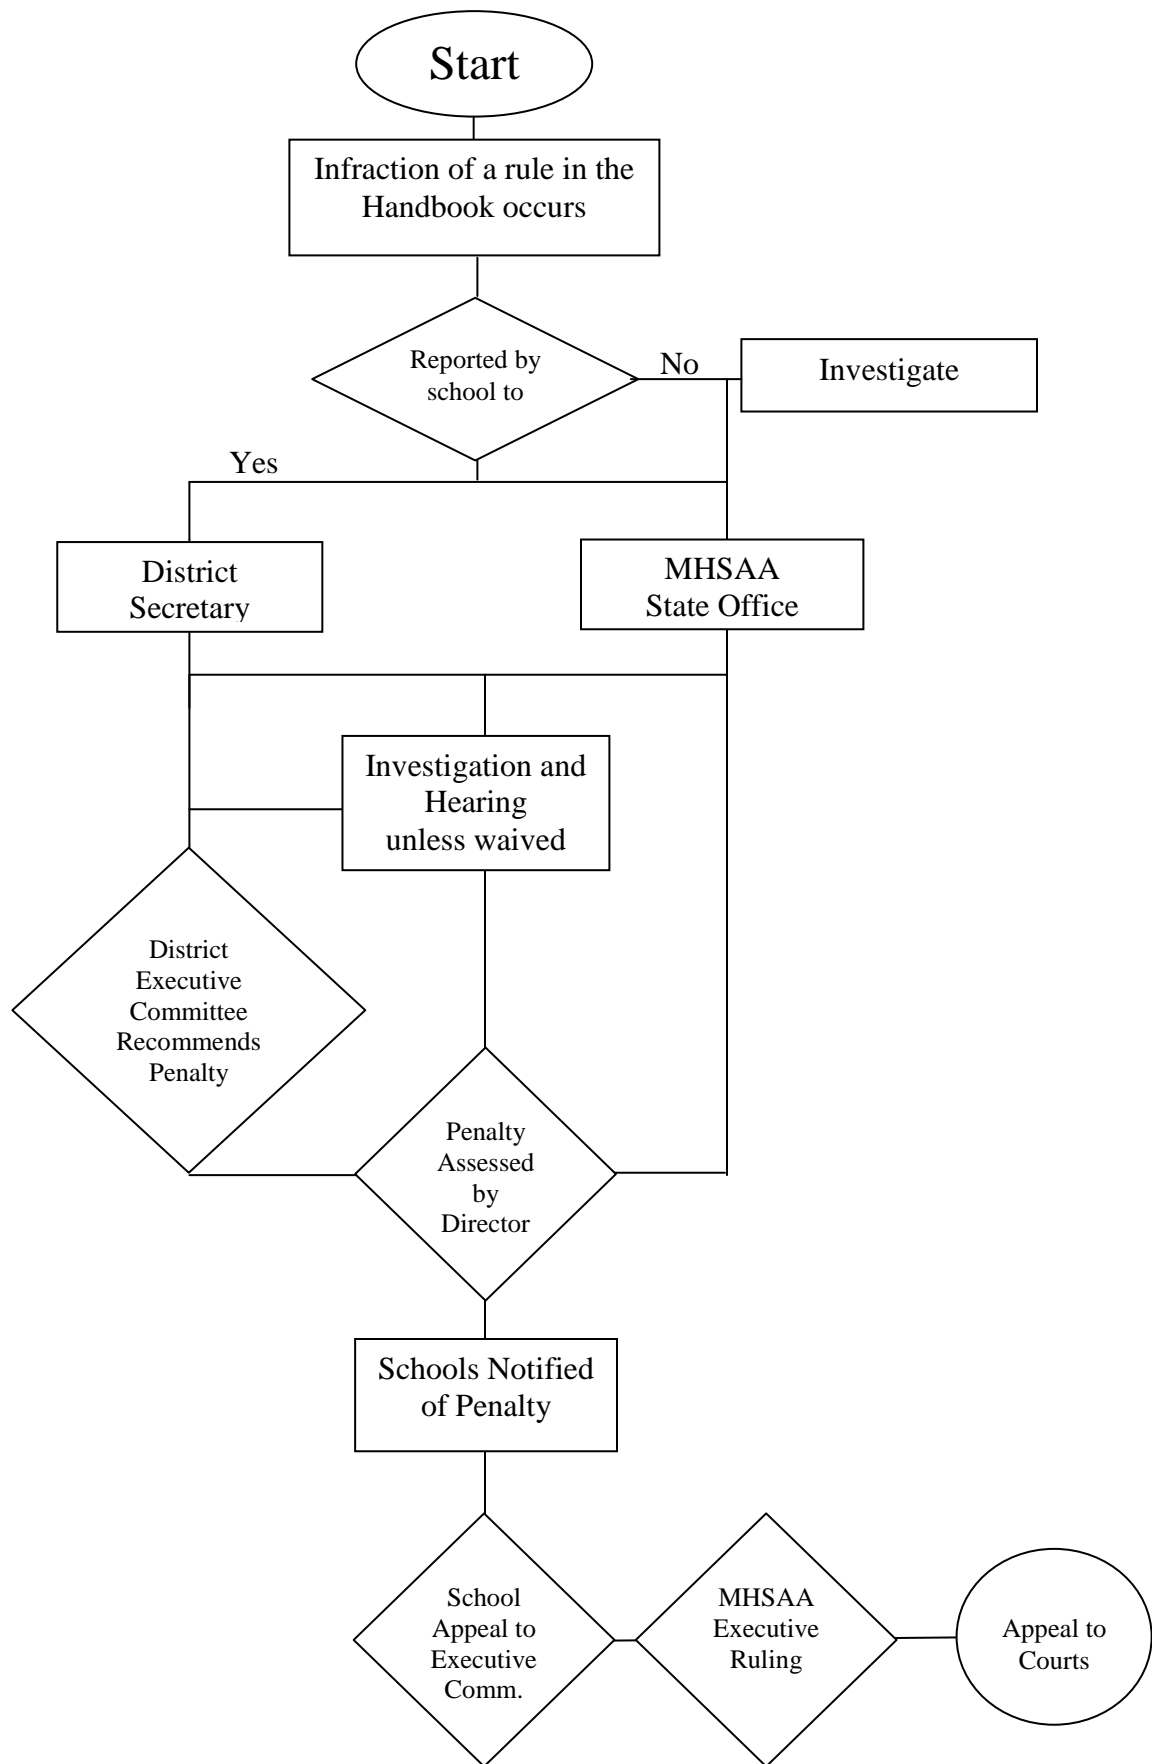 Start
Infraction of a rule in the
Handbook occurs
Reported by
school to
No
Investigate
Yes
District
Secretary
MHSAA
State Office
Investigation and
Hearing
unless waived
District
Executive
Committee
Recommends
Penalty
Penalty
Assessed
by
Director
Schools Notified
of Penalty
School
Appeal to
Executive
Comm.
MHSAA
Executive
Ruling
Appeal to
Courts